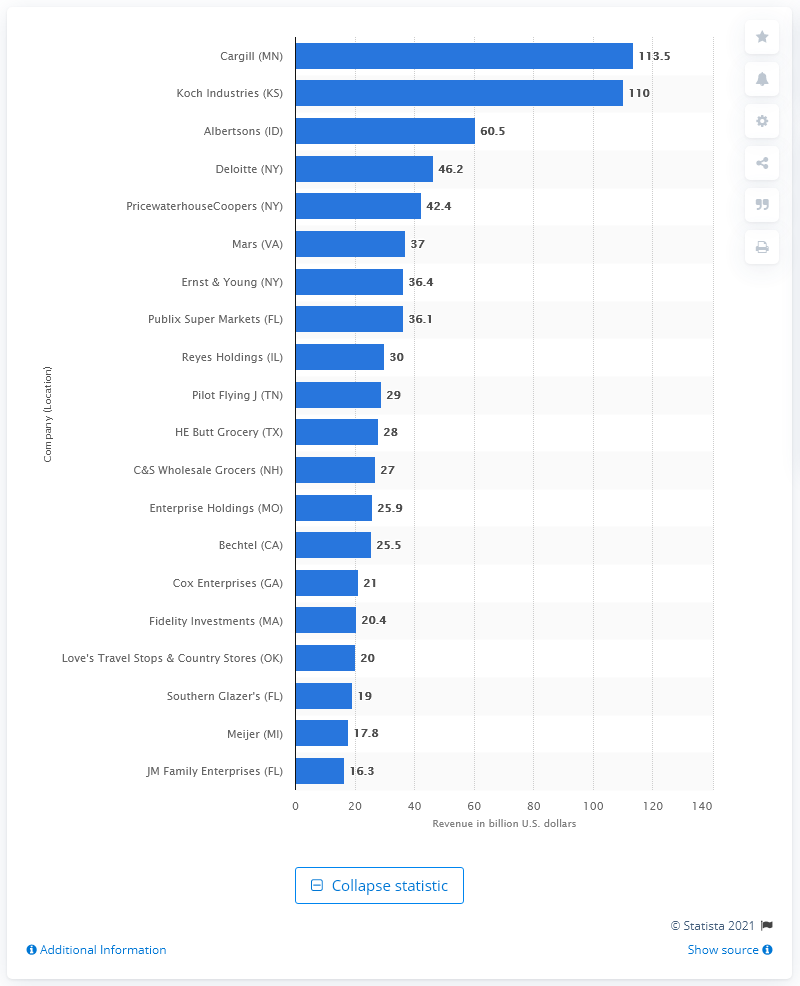 Cargill (MN) 113.5
Koch Industries (KS) 110
Albertsons (ID) 60.5
Deloitte (NY) 46.2
PricewaterhouseCoopers (NY) 42.4
Mars (VA) 37
Ernst & Young (NY) 36.4
Publix Super Markets (FL) 36.1
Reyes Holdings (IL) 30
Pilot Flying J (TN) 29
HE Butt Grocery (TX) 28
C&S Wholesale Grocers (NH) 27
Enterprise Holdings (MO) 25.9
Bechtel (CA) 25.5
Cox Enterprises (GA) 21
Fidelity Investments (MA) 20.4
Love's Travel Stops & Country Stores (OK) 20
Southern Glazer's (FL) 19
Meijer (MI) 17.8
JM Family Enterprises (FL) 16.3
Company (Location)
0 20 40 60 80 100 120 140
Revenue in billion U.S. dollars
Collapse statistic
© Statista 2021
Additional Information
Show source